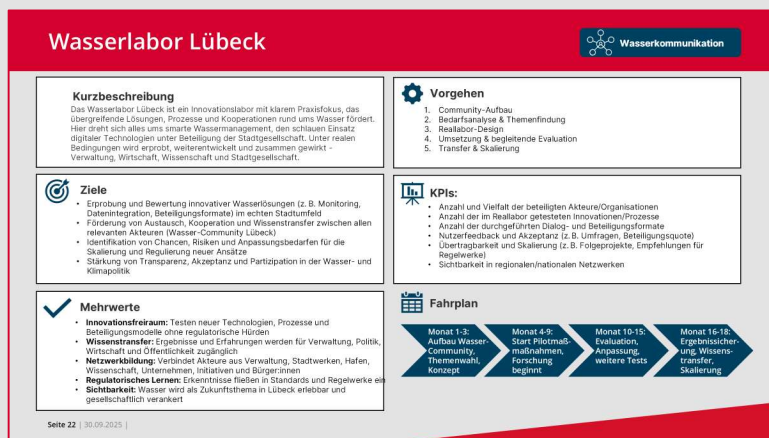 Wasserlabor Lübeck
Wasserkommunikation
Kurzbeschreibung
Das Wasserlabor Lübeck ist ein Innovationslabor mit klarem Praxisfokus, das
übergreifende Lösungen, Prozesse und Kooperationen rund ums Wasser fördert.
Hier dreht sich alles ums smarte Wassermanagement, den schlauen Einsatz
digitaler Technologien unter Beteiligung der Stadtgesellschaft. Unter realen
Bedingungen wird erprobt, weiterentwickelt und zusammen gewirkt -
Verwaltung, Wirtschaft, Wissenschaft und Stadtgesellschaft.
Ziele
• Erprobung und Bewertung innovativer Wasserlösungen (z. B. Monitoring,
Datenintegration, Beteiligungsformate) im echten Stadtumfeld
• Förderung von Austausch, Kooperation und Wissenstransfer zwischen allen
relevanten Akteuren (Wasser-Community Lübeck)
• Identifikation von Chancen, Risiken und Anpassungsbedarfen für die
Skalierung und Regulierung neuer Ansätze
• Stärkung von Transparenz, Akzeptanz und Partizipation in der Wasser- und
Klimapolitik
Mehrwerte
• Innovationsfreiraum: Testen neuer Technologien, Prozesse und
Beteiligungsmodelle ohne regulatorische Hürden
• Wissenstransfer: Ergebnisse und Erfahrungen werden für Verwaltung, Politik,
Wirtschaft und Öffentlichkeit zugänglich
• Netzwerkbildung: Verbindet Akteure aus Verwaltung, Stadtwerken, Hafen,
Wissenschaft, Unternehmen, Initiativen und Bürger:innen
• Regulatorisches Lernen: Erkenntnisse fließen in Standards und Regelwerke ein
• Sichtbarkeit: Wasser wird als Zukunftsthema in Lübeck erlebbar und
gesellschaftlich verankert
Vorgehen
1. Community-Aufbau
2. Bedarfsanalyse & Themenfindung
3. Reallabor-Design
4. Umsetzung & begleitende Evaluation
5. Transfer & Skalierung
KPIs:
• Anzahl und Vielfalt der beteiligten Akteure/Organisationen
• Anzahl der im Reallabor getesteten Innovationen/Prozesse
• Anzahl der durchgeführten Dialog- und Beteiligungsformate
• Nutzerfeedback und Akzeptanz (z. B. Umfragen, Beteiligungsquote)
• Übertragbarkeit und Skalierung (z. B. Folgeprojekte, Empfehlungen für
Regelwerke)
• Sichtbarkeit in regionalen/nationalen Netzwerken
Fahrplan
Monat 1-3:
Aufbau Wasser-
Community,
Themenwahl,
Konzept
Monat 4-9:
Start Pilotmaß-
maßnahmen,
Forschung
beginnt
Monat 10-15:
Evaluation,
Anpassung,
weitere Tests
Monat 16-18:
Ergebnissicher-
ung, Wissens-
transfer,
Skalierung
Seite 22 | 30.09.2025 |